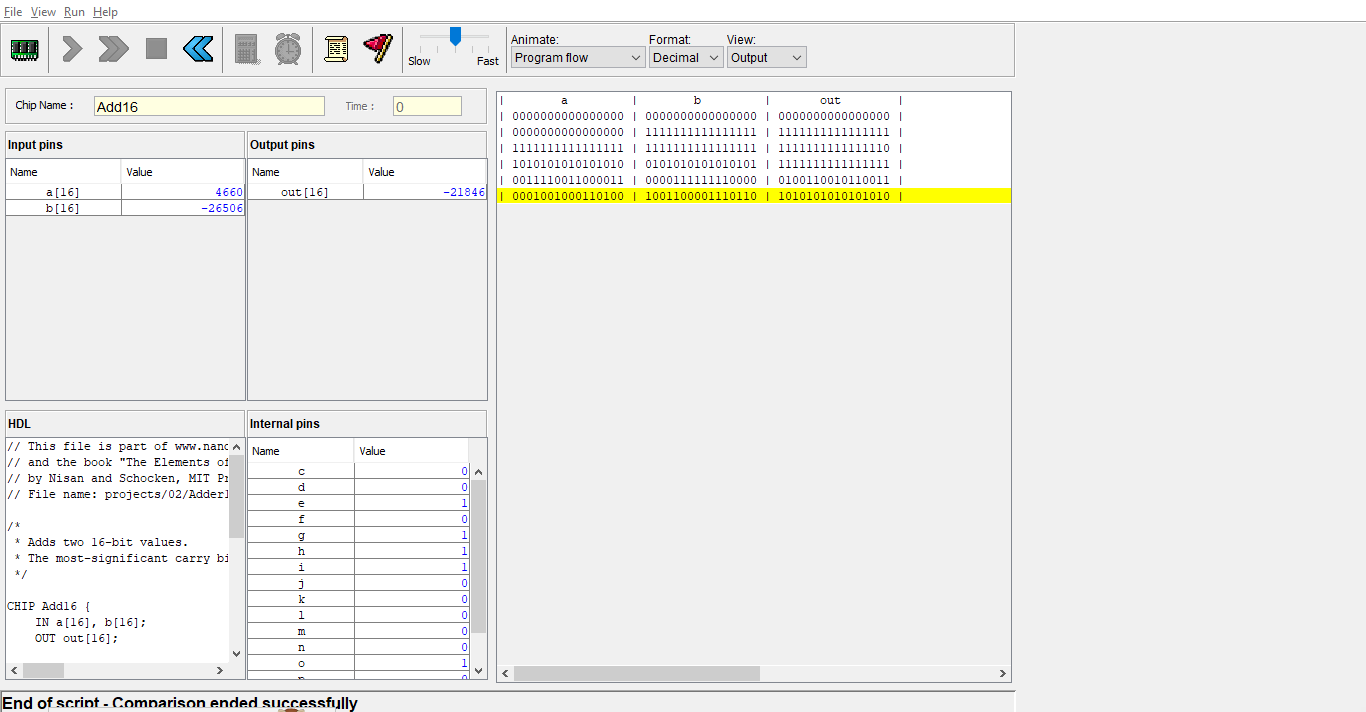 File View Run Help
Slow Fast
Animate: Format: View:
Program flow Decimal Output
Chip Name : Add16 Time : 0
Input pins
Name Value
a[16] 4660
b[16] -26506
Output pins
Name Value
out[16] -21846
HDL
// This file is part of www.nand
// and the book "The Elements of
// by Nisan and Schocken, MIT Pr
// File name: projects/02/Adder1
/*
* Adds two 16-bit values.
* The most-significant carry bi
*/
CHIP Add16 {
IN a[16], b[16];
OUT out[16];
Internal pins
Name Value
c 0
d 0
e 1
f 0
g 1
h 1
i 1
j 0
k 0
l 0
m 0
n 0
o 1
| a | b | out |
| 0000000000000000 | 0000000000000000 | 0000000000000000 |
| 0000000000000000 | 1111111111111111 | 1111111111111111 |
| 1111111111111111 | 1111111111111111 | 1111111111111110 |
| 1010101010101010 | 0101010101010101 | 1111111111111111 |
| 0011110011000011 | 0000111111110000 | 0100110010110011 |
| 0001001000110100 | 1001100001110110 | 1010101010101010 |
End of script - Comparison ended successfully